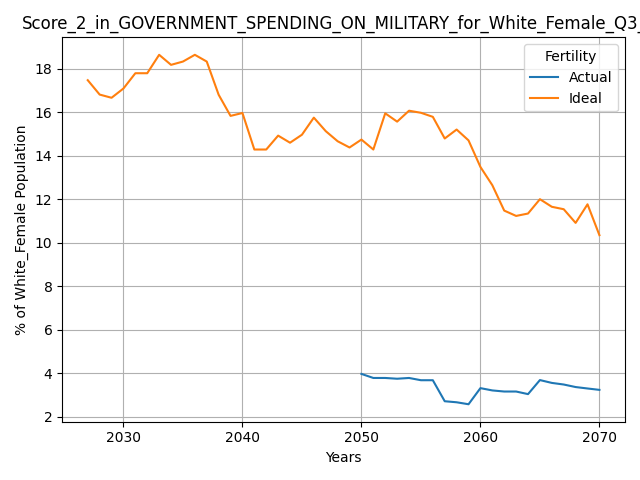 Score_2_in_GOVERNMENT_SPENDING_ON_MILITARY_for_White_Female_Q3_
Fertility
Actual
Ideal
% of White_Female Population
18
16
14
12
10
8
6
4
2
2030 2040 2050 2060 2070
Years